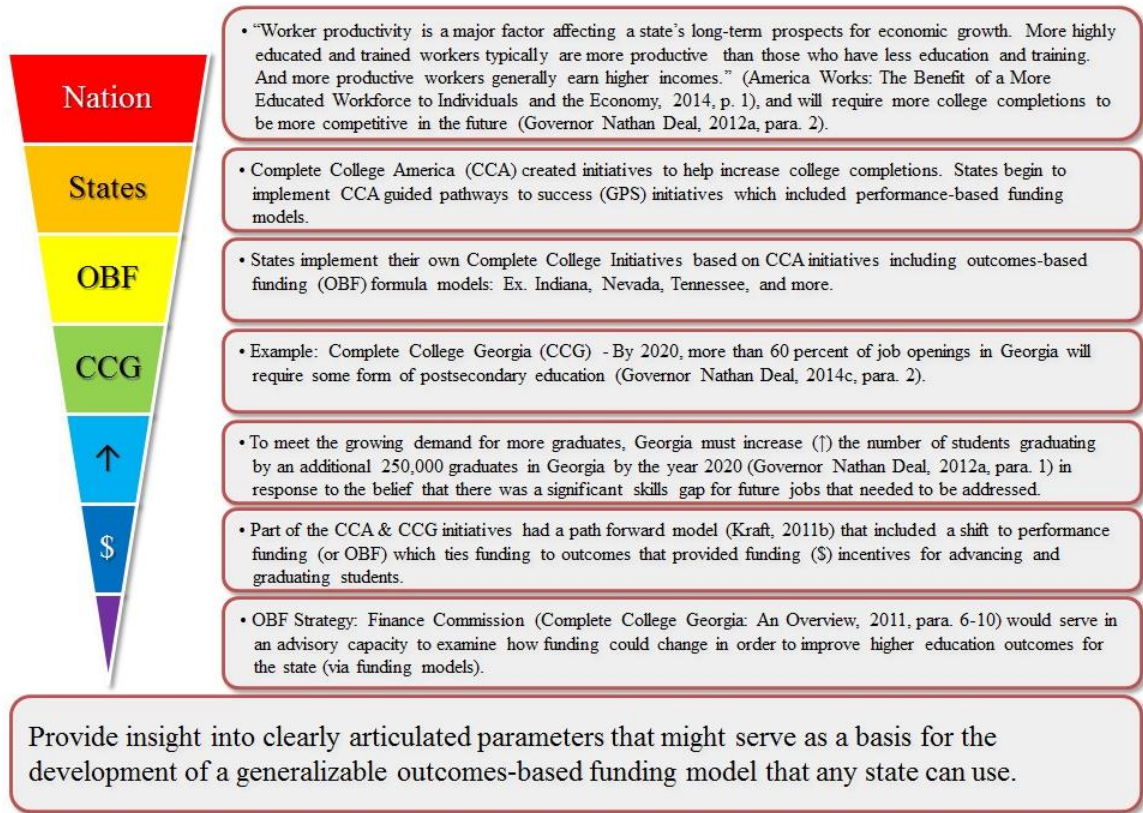 Nation
• “Worker productivity is a major factor affecting a state’s long-term prospects for economic growth. More highly
educated and trained workers typically are more productive than those who have less education and training.
And more productive workers generally earn higher incomes.” (America Works: The Benefit of a More
Educated Workforce to Individuals and the Economy, 2014, p. 1), and will require more college completions to
be more competitive in the future (Governor Nathan Deal, 2012a, para. 2).
States
• Complete College America (CCA) created initiatives to help increase college completions. States begin to
implement CCA guided pathways to success (GPS) initiatives which included performance-based funding
models.
OBF
• States implement their own Complete College Initiatives based on CCA initiatives including outcomes-based
funding (OBF) formula models: Ex. Indiana, Nevada, Tennessee, and more.
CCG
• Example: Complete College Georgia (CCG) - By 2020, more than 60 percent of job openings in Georgia will
require some form of postsecondary education (Governor Nathan Deal, 2014c, para. 2).
↑
• To meet the growing demand for more graduates, Georgia must increase (↑) the number of students graduating
by an additional 250,000 graduates in Georgia by the year 2020 (Governor Nathan Deal, 2012a, para. 1) in
response to the belief that there was a significant skills gap for future jobs that needed to be addressed.
$
• Part of the CCA & CCG initiatives had a path forward model (Kraft, 2011b) that included a shift to performance
funding (or OBF) which ties funding to outcomes that provided funding ($) incentives for advancing and
graduating students.
• OBF Strategy: Finance Commission (Complete College Georgia: An Overview, 2011, para. 6-10) would serve in
an advisory capacity to examine how funding could change in order to improve higher education outcomes for
the state (via funding models).
Provide insight into clearly articulated parameters that might serve as a basis for the
development of a generalizable outcomes-based funding model that any state can use.